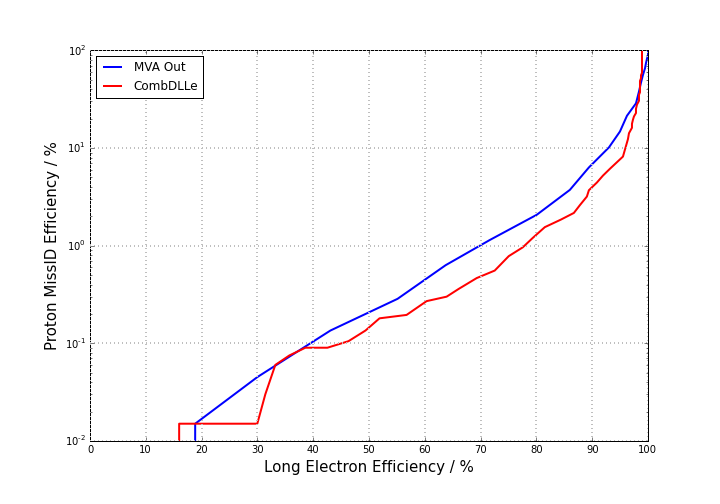 MVA Out
CombDLLe
10²
10¹
10⁰
10⁻¹
10⁻²
Proton MissID Efficiency / %
0 10 20 30 40 50 60 70 80 90 100
Long Electron Efficiency / %